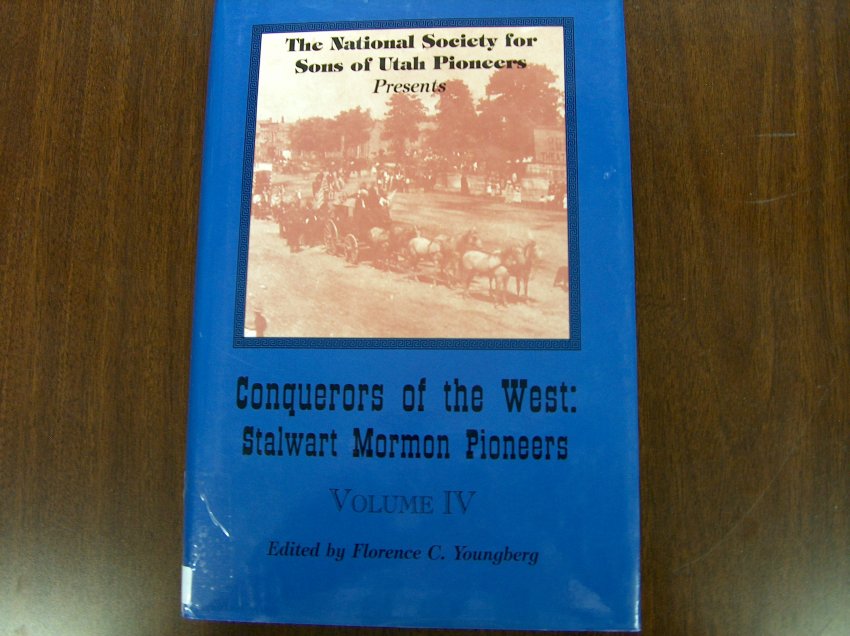 The National Society for
Sons of Utah Pioneers
Presents
Conquerors of the West:
Stalwart Mormon Pioneers
VOLUME IV
Edited by Florence C. Youngberg